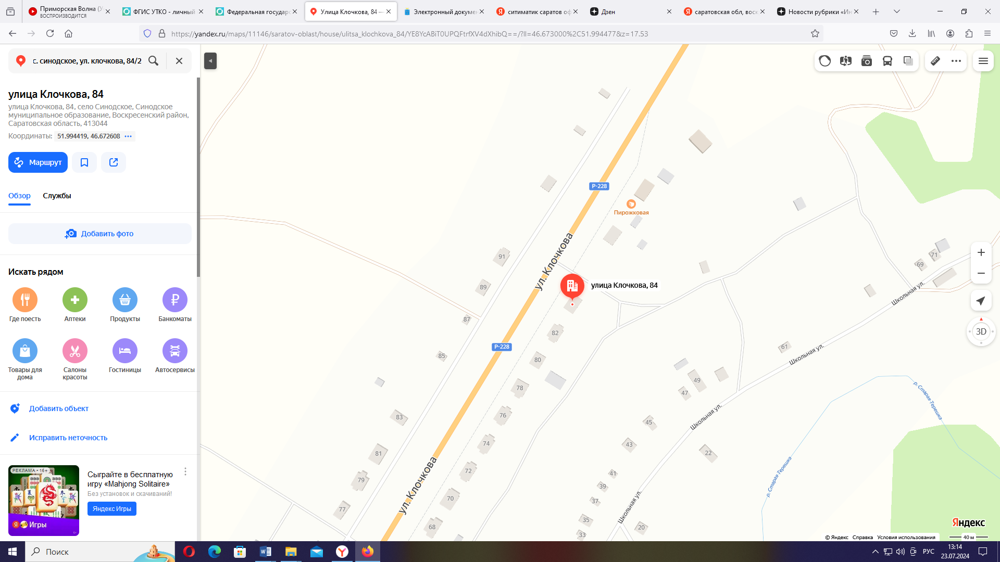 Приморская Волна (У
ВОСПРОИЗВОДИТСЯ
ФГИС УТКО - личный
Федеральная государс
Улица Клочкова, 84 —
Электронный докумен
ситиматик саратов оф
Дзен
саратовская обл, воск
Новости рубрики «Ин
https://yandex.ru/maps/11146/saratov-oblast/house/ulitsa_klochkova_84/YE8YcABiT0UPQFtrfXV4dXhibQ==/?ll=46.673000%2C51.994477&z=17.53
с. синодское, ул. клочкова, 84/2
улица Клочкова, 84
улица Клочкова, 84, село Синодское, Синодское
муниципальное образование, Воскресенский район,
Саратовская область, 413044
Координаты: 51.994419, 46.672608
Маршрут
Обзор
Службы
Добавить фото
Искать рядом
Где поесть
Аптеки
Продукты
Банкоматы
Товары для
дома
Салоны
красоты
Гостиницы
Автосервисы
Добавить объект
Исправить неточность
РЕКЛАМА • 16+
Сыграйте в бесплатную
игру «Mahjong Solitaire»
Без установок и скачиваний!
Яндекс Игры
Я Игры
Р-228
Пирожковая
ул. Клочкова
91
89
87
85
83
81
79
77
улица Клочкова, 84
82
80
78
76
74
72
70
68
Р-228
ул. Клочкова
71
69
Школьная ул.
61
Школьная ул.
49
47
45
43
Школьная ул.
22
41
39
37
35
33
20
Школьная ул.
р. Старая Терешка
р. Старая Терешка
3D
Яндекс
© Яндекс Справка Условия использования
40 м
Поиск
РУС
13:14
23.07.2024